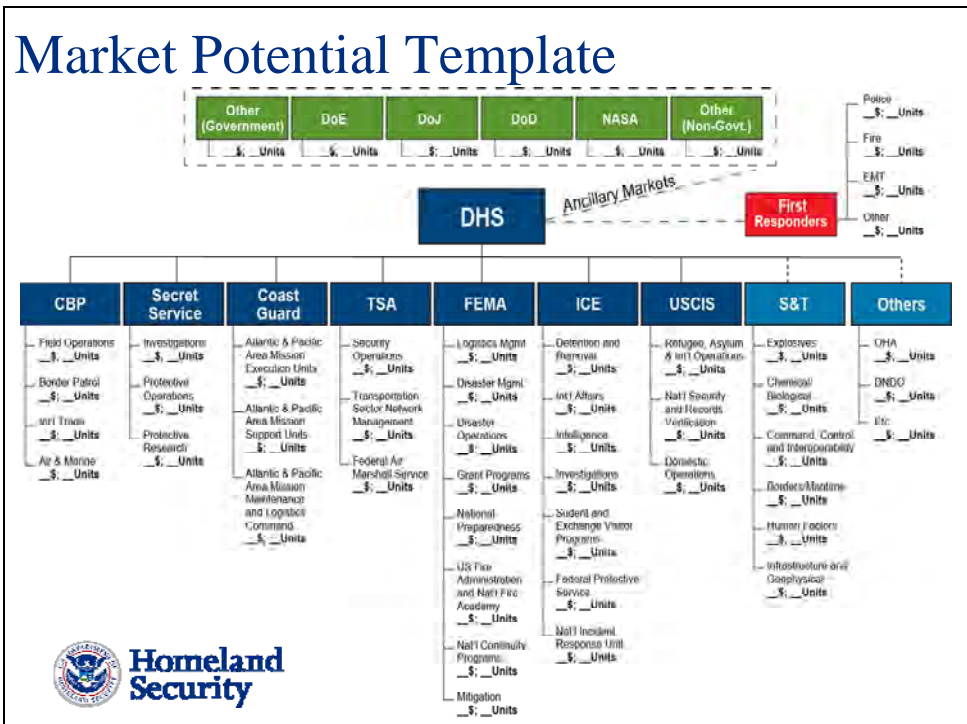 Market Potential Template
Other
(Government)
__$; __Units
DoE
__$; __Units
DoJ
__$; __Units
DoD
__$; __Units
NASA
__$; __Units
Other
(Non-Govt.)
__$; __Units
Ancillary Markets
DHS
First
Responders
Police
__$; __Units
Fire
__$; __Units
EMT
__$; __Units
Other
__$; __Units
CBP
Field Operations
__$; __Units
Border Patrol
__$; __Units
Int'l Trade
__$; __Units
Air & Marine
__$; __Units
Secret
Service
Investigations
__$; __Units
Protective
Operations
__$; __Units
Protective
Research
__$; __Units
Coast
Guard
Atlantic & Pacific
Area Mission
Execution Units
__$; __Units
Atlantic & Pacific
Area Mission
Support Units
__$; __Units
Atlantic & Pacific
Area Mission
Maintenance
and Logistics
Command
__$; __Units
TSA
Security
Operations
__$; __Units
Transportation
Sector Network
Management
__$; __Units
Federal Air
Marshall Service
__$; __Units
FEMA
Logistics Mgmt
__$; __Units
Disaster Mgmt
__$; __Units
Disaster
Operations
__$; __Units
Grant Programs
__$; __Units
National
Preparedness
__$; __Units
US Fire
Administration
and Nat'l Fire
Academy
__$; __Units
Nat'l Continuity
Programs
__$; __Units
Mitigation
__$; __Units
ICE
Detention and
Removal
__$; __Units
Int'l Affairs
__$; __Units
Intelligence
__$; __Units
Investigations
__$; __Units
Sudent and
Exchange Visitor
Programs
__$; __Units
Federal Protective
Service
__$; __Units
Nat'l Incident
Response Unit
__$; __Units
USCIS
Refugee, Asylum
& Int'l Operations
__$; __Units
Nat'l Security
and Records
Verification
__$; __Units
Domestic
Operations
__$; __Units
S&T
Explosives
__$; __Units
Chemical/
Biological
__$; __Units
Command, Control
and Interoperability
__$; __Units
Borders/Maritime
__$; __Units
Human Factors
__$; __Units
Infrastructure and
Geophysical
__$; __Units
Others
OHA
__$; __Units
DNDO
__$; __Units
Etc
__$; __Units
Homeland
Security